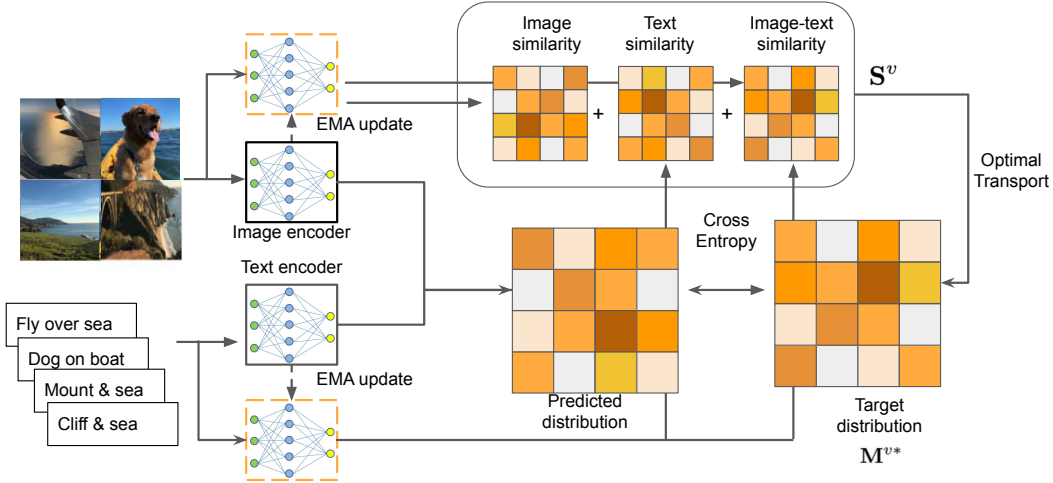 Image
similarity
Text
similarity
Image-text
similarity
+
+
S^v
EMA update
Optimal
Transport
Image encoder
Cross
Entropy
Text encoder
Fly over sea
Dog on boat
Mount & sea
Cliff & sea
EMA update
Predicted
distribution
Target
distribution
M^{v*}